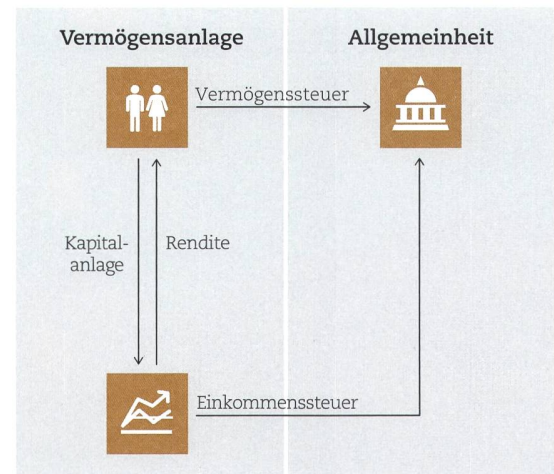 Vermögensanlage
Allgemeinheit
Vermögenssteuer
Kapital-
anlage
Rendite
Einkommenssteuer